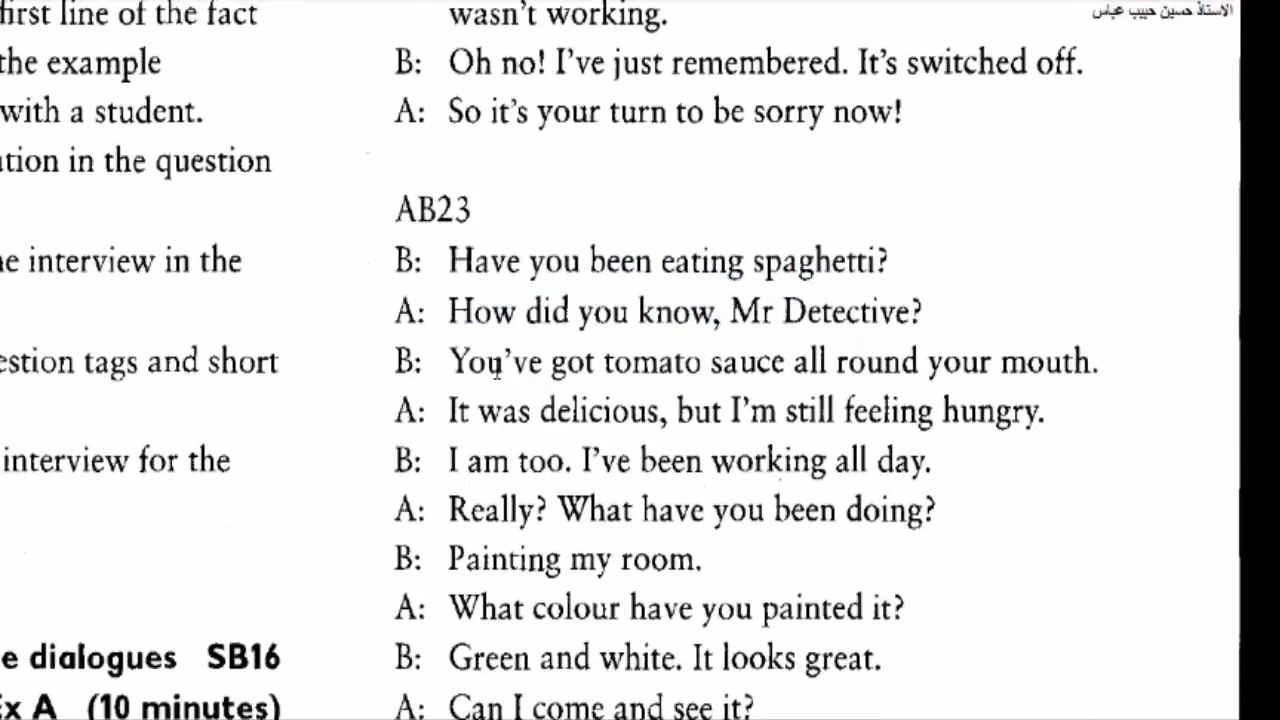 الاستاذ حسين حبيب عباس
first line of the fact
the example
with a student.
tion in the question
e interview in the
estion tags and short
interview for the
e dialogues SB16
Ex A (10 minutes)
wasn't working.
B: Oh no! I've just remembered. It's switched off.
A: So it's your turn to be sorry now!
AB23
B: Have you been eating spaghetti?
A: How did you know, Mr Detective?
B: You've got tomato sauce all round your mouth.
A: It was delicious, but I'm still feeling hungry.
B: I am too. I've been working all day.
A: Really? What have you been doing?
B: Painting my room.
A: What colour have you painted it?
B: Green and white. It looks great.
A: Can I come and see it?